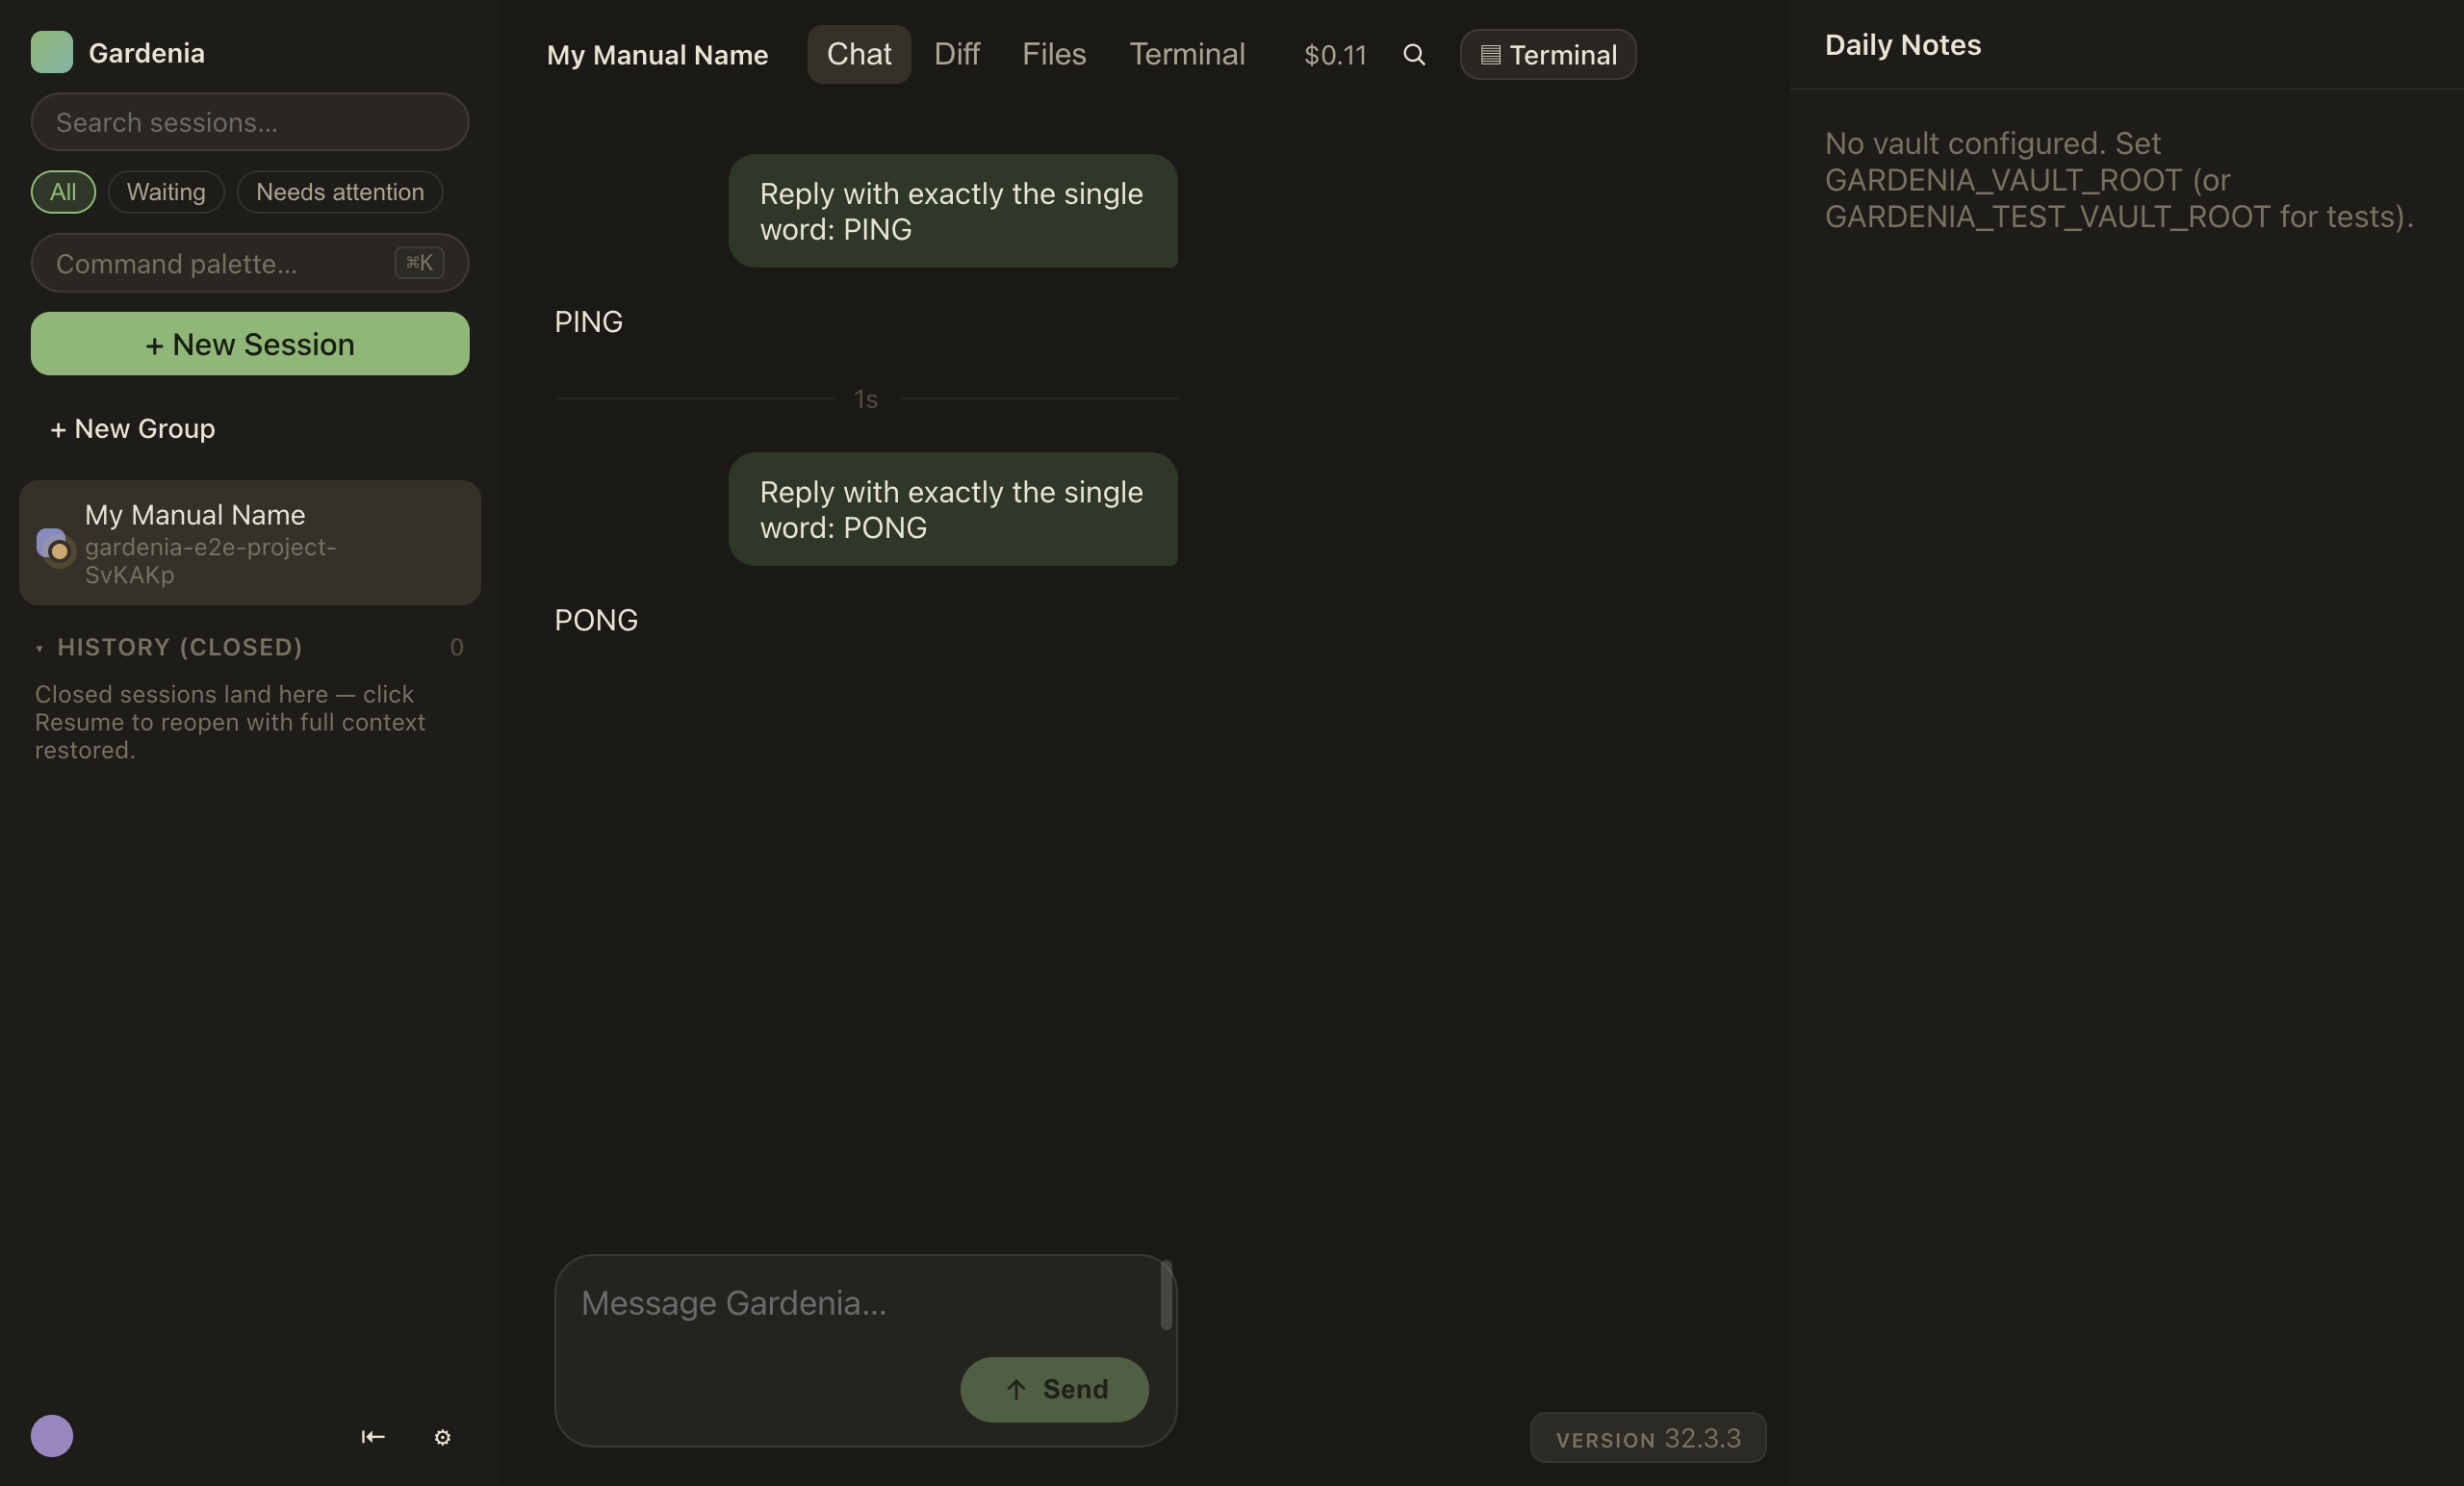 Gardenia
Search sessions...
All
Waiting
Needs attention
Command palette...
⌘K
+ New Session
+ New Group
My Manual Name
gardenia-e2e-project-
SvKAKp
▾ HISTORY (CLOSED)
0
Closed sessions land here — click
Resume to reopen with full context
restored.
My Manual Name
Chat
Diff
Files
Terminal
$0.11
Terminal
Reply with exactly the single
word: PING
PING
1s
Reply with exactly the single
word: PONG
PONG
Message Gardenia...
↑ Send
VERSION 32.3.3
Daily Notes
No vault configured. Set
GARDENIA_VAULT_ROOT (or
GARDENIA_TEST_VAULT_ROOT for tests).